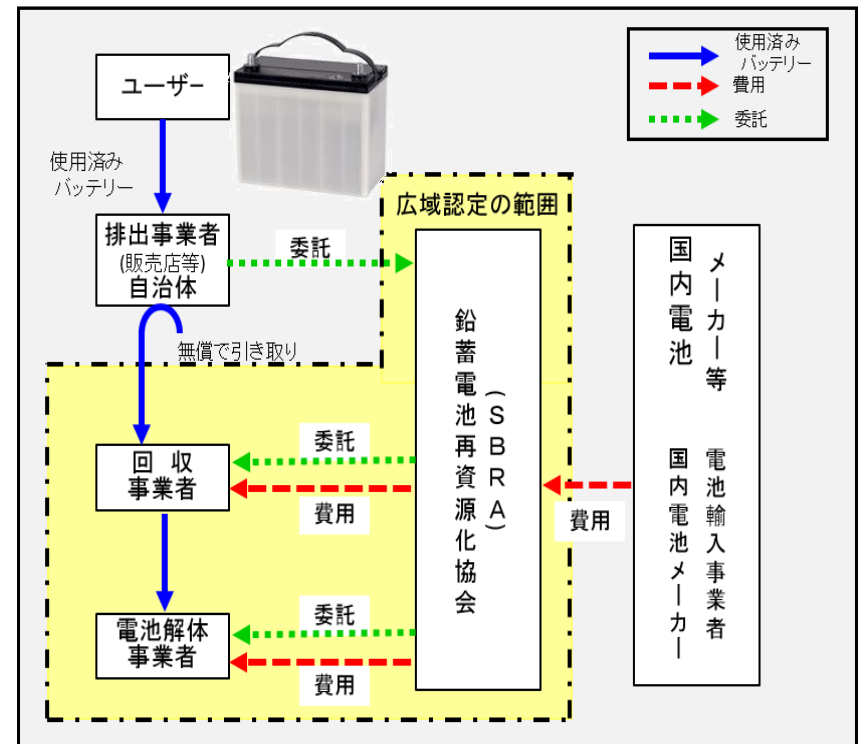 使用済み
バッテリー
費用
委託
ユーザー
使用済み
バッテリー
広域認定の範囲
排出事業者
(販売店等)
自治体
委託
無償で引き取り
鉛蓄電池再資源化協会
(SBRA)
国内電池
メーカー等
国内電池メーカー
電池輸入事業者
回収
事業者
委託
費用
費用
電池解体
事業者
委託
費用